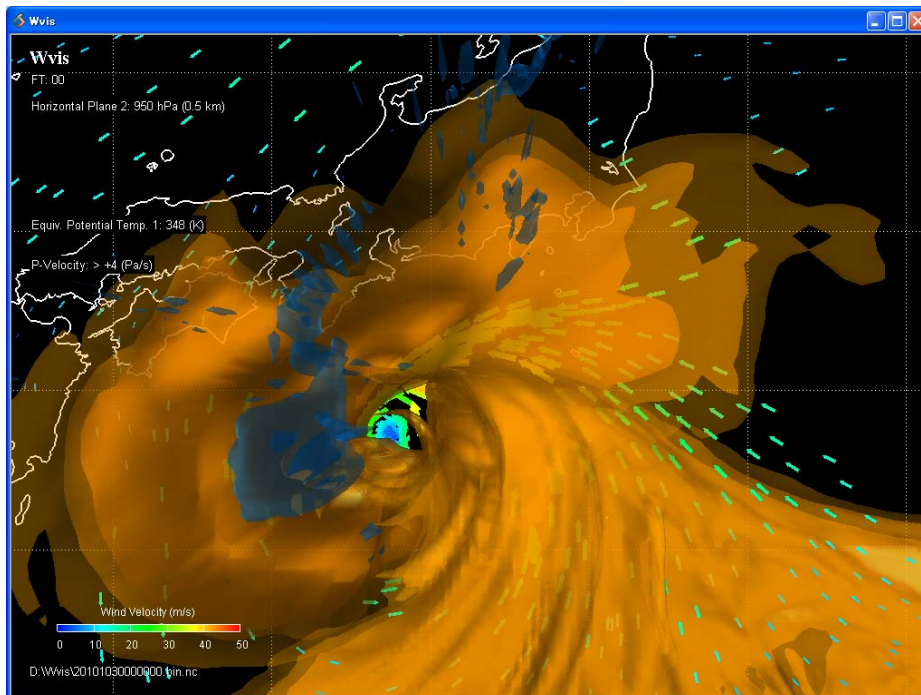 Wvis
Wvis
FT: 00
Horizontal Plane 2: 950 hPa (0.5 km)
Equiv. Potential Temp. 1: 348 (K)
P-Velocity: > +4 (Pa/s)
Wind Velocity (m/s)
0 10 20 30 40 50
D:\Wvis\20101030000000.bin.nc